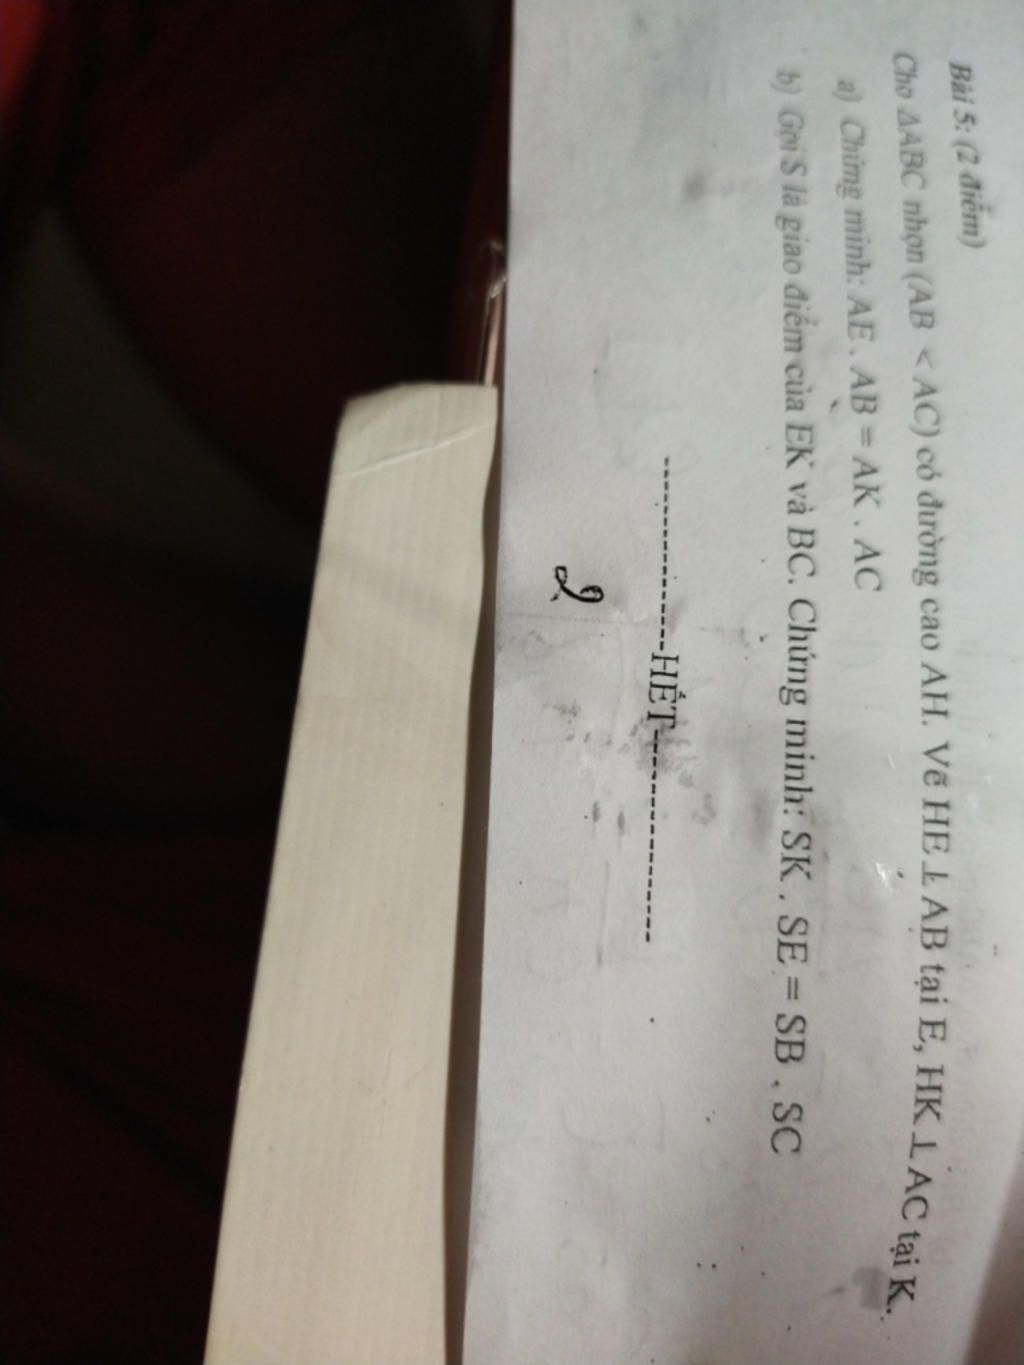 Bài 5: (2 điểm)
Cho ΔABC nhọn (AB < AC) có đường cao AH. Vẽ HE ⊥ AB tại E, HK ⊥ AC tại K.
a) Chứng minh: AE . AB = AK . AC
b) Gọi S là giao điểm của EK và BC. Chứng minh: SK . SE = SB . SC
----------------HẾT----------------
2